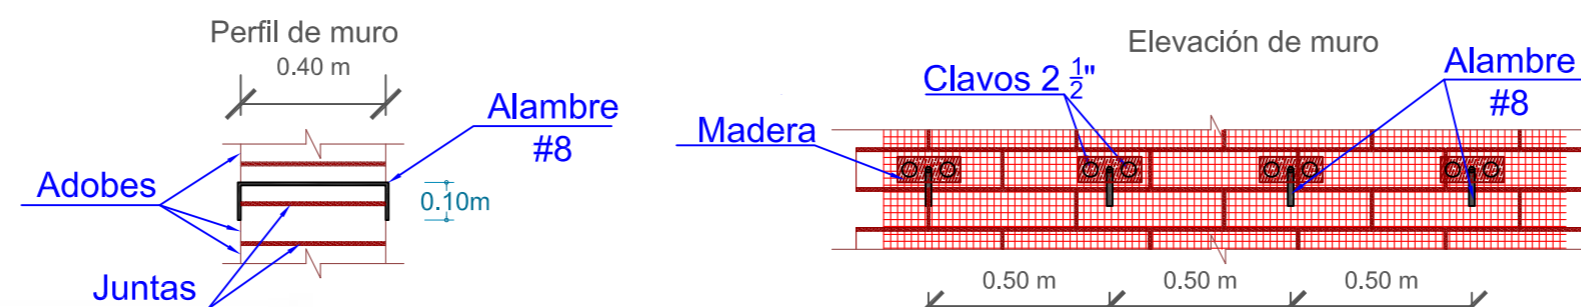 Perfil de muro
0.40 m
Alambre
#8
Adobes
0.10m
Juntas
Elevación de muro
Clavos 2 1/2"
Alambre
#8
Madera
0.50 m
0.50 m
0.50 m